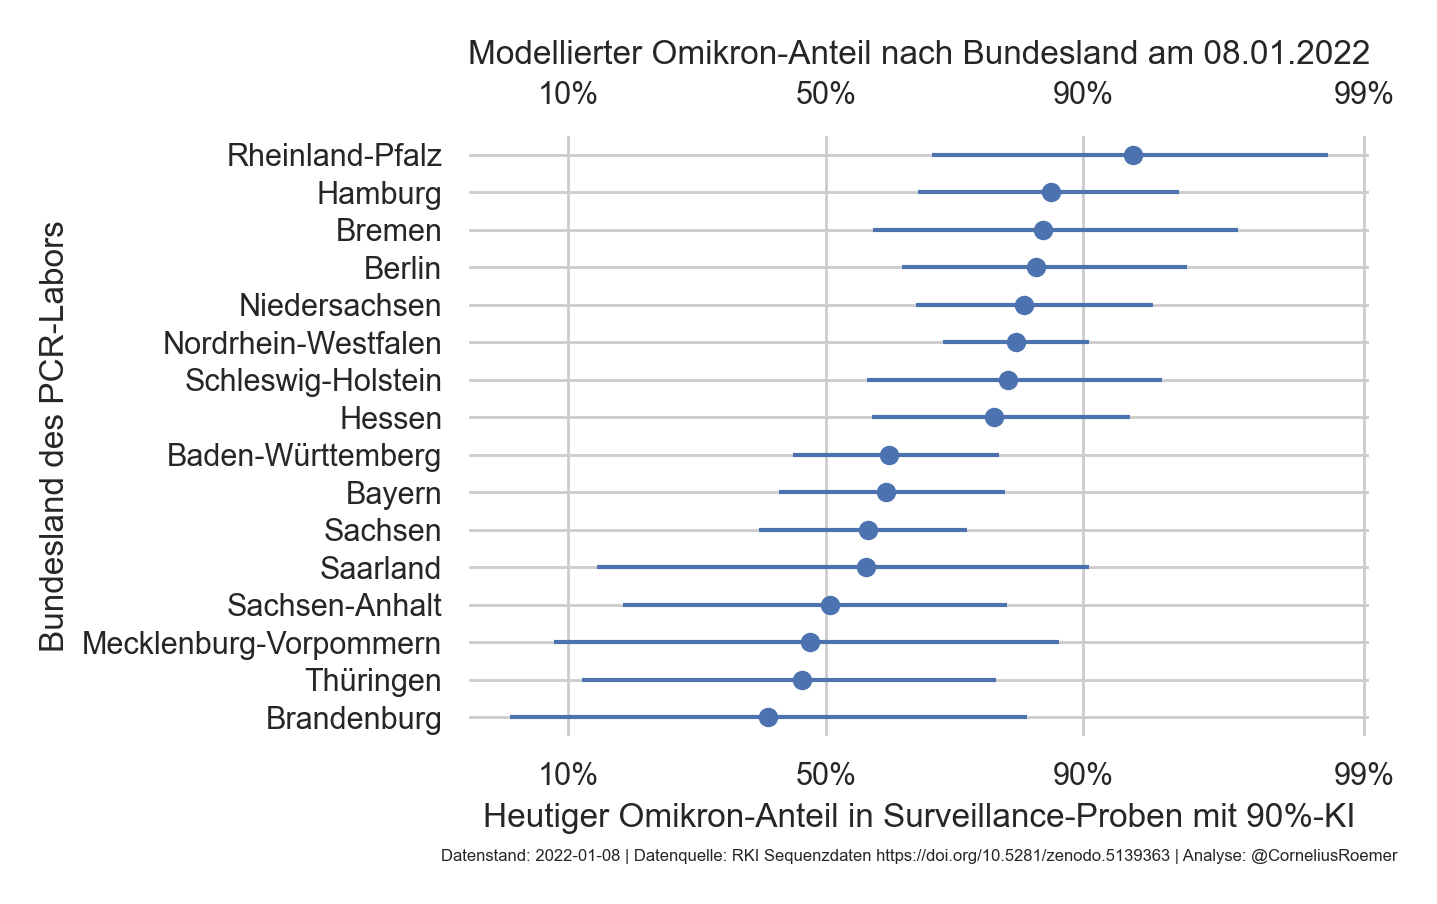 Modellierter Omikron-Anteil nach Bundesland am 08.01.2022
10% 50% 90% 99%
Bundesland des PCR-Labors
Rheinland-Pfalz
Hamburg
Bremen
Berlin
Niedersachsen
Nordrhein-Westfalen
Schleswig-Holstein
Hessen
Baden-Württemberg
Bayern
Sachsen
Saarland
Sachsen-Anhalt
Mecklenburg-Vorpommern
Thüringen
Brandenburg
10% 50% 90% 99%
Heutiger Omikron-Anteil in Surveillance-Proben mit 90%-KI
Datenstand: 2022-01-08 | Datenquelle: RKI Sequenzdaten https://doi.org/10.5281/zenodo.5139363 | Analyse: @CorneliusRoemer